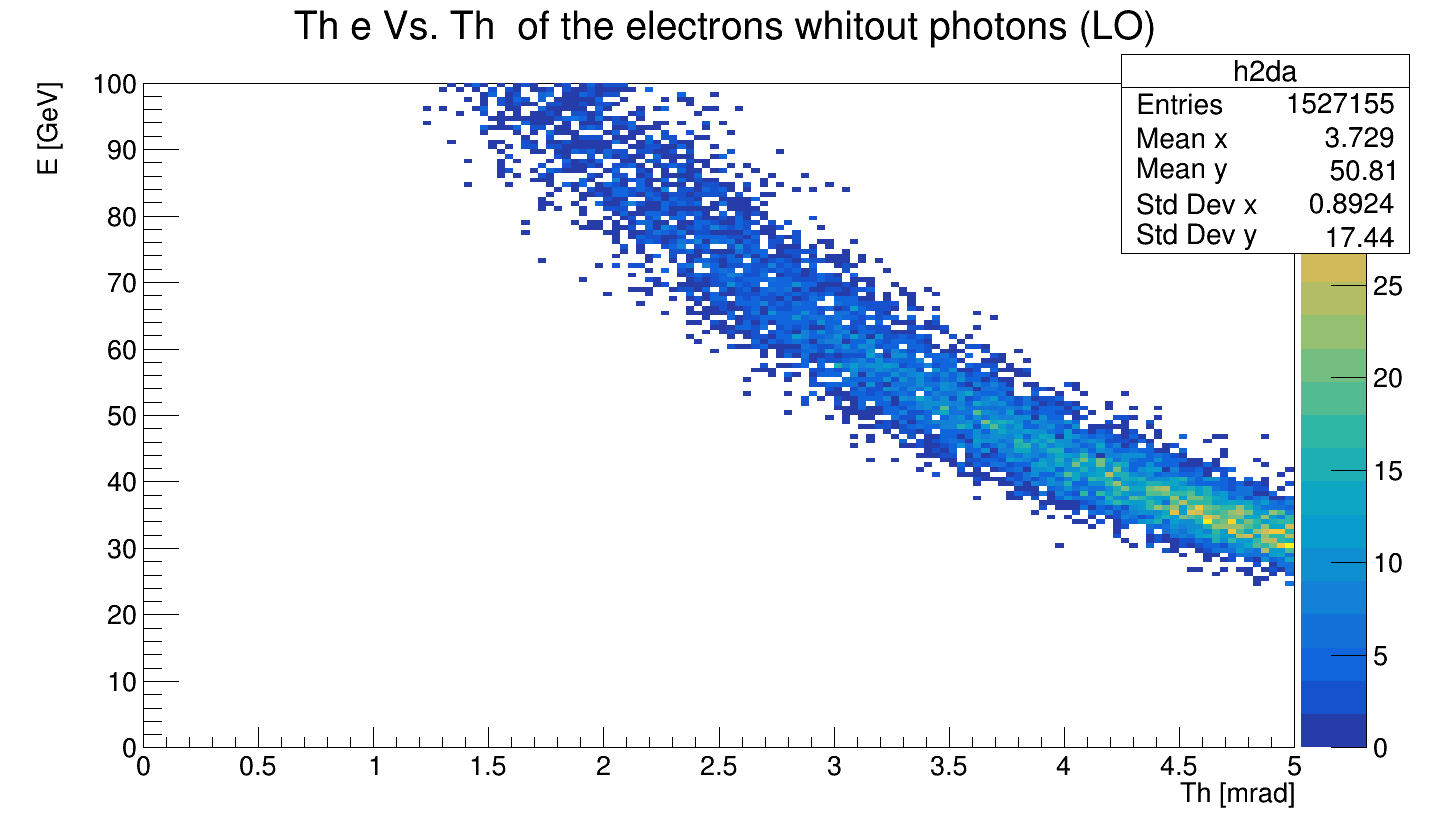 Th e Vs. Th  of the electrons whitout photons (LO)
h2da
Entries 1527155
Mean x 3.729
Mean y 50.81
Std Dev x 0.8924
Std Dev y 17.44
E [GeV]
100
90
80
70
60
50
40
30
20
10
0
25
20
15
10
5
0
0 0.5 1 1.5 2 2.5 3 3.5 4 4.5 5
Th [mrad]